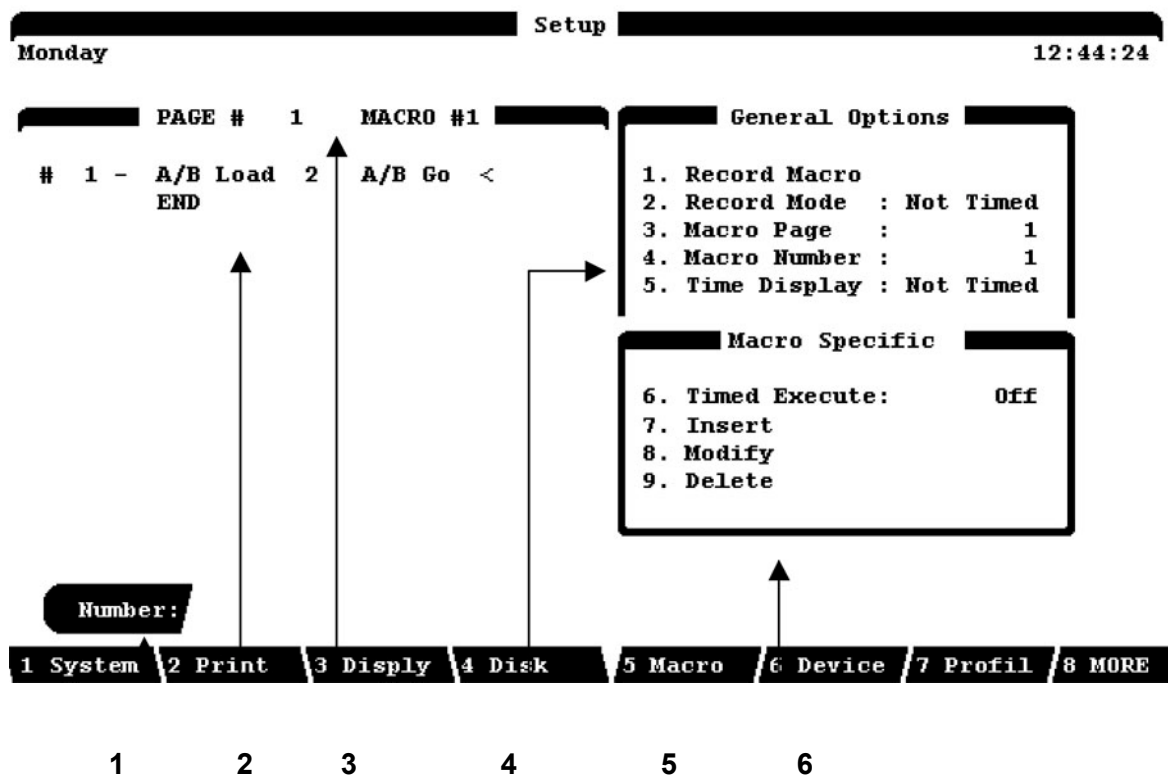 Setup
Monday 12:44:24
PAGE # 1 MACRO #1
# 1 - A/B Load 2 A/B Go <
END
General Options
1. Record Macro
2. Record Mode : Not Timed
3. Macro Page : 1
4. Macro Number : 1
5. Time Display : Not Timed
Macro Specific
6. Timed Execute: Off
7. Insert
8. Modify
9. Delete
Number:
1 System 2 Print 3 Disply 4 Disk 5 Macro 6 Device 7 Profil 8 MORE
1 2 3 4 5 6